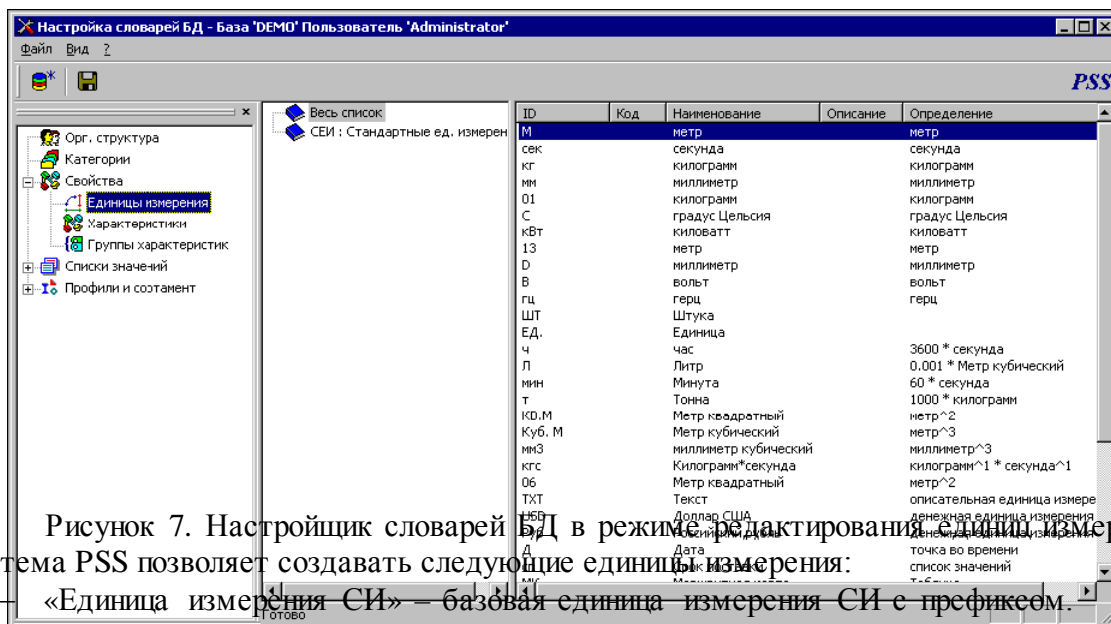 Настройка словарей БД - База 'DEMO' Пользователь 'Administrator'
Файл Вид ?
PSS
Орг. структура
Категории
Свойства
Единицы измерения
Характеристики
Группы характеристик
Списки значений
Профили и соэтамент
Весь список
СЕИ : Стандартные ед. измерен
ID Код Наименование Описание Определение
М метр метр
сек секунда секунда
кг килограмм килограмм
мм миллиметр миллиметр
01 килограмм килограмм
С градус Цельсия градус Цельсия
кВт киловатт киловатт
13 метр метр
D миллиметр миллиметр
В вольт вольт
гц герц герц
ШТ Штука
ЕД. Единица
ч час 3600 * секунда
Л Литр 0.001 * Метр кубический
мин Минута 60 * секунда
т Тонна 1000 * килограмм
КВ.М Метр квадратный метр^2
Куб. М Метр кубический метр^3
мм3 миллиметр кубический миллиметр^3
кгс Килограмм*секунда килограмм^1 * секунда^1
06 Метр квадратный метр^2
TXT Текст описательная единица измере
USD Доллар США денежная единица измерения
Российский рубль денежная единица измерения
Д Дата точка во времени
список значений
Готово
Рисунок 7. Настройщик словарей БД в режиме редактирования единиц измер
тема PSS позволяет создавать следующие единицы измерения:
– «Единица измерения СИ» – базовая единица измерения СИ с префиксом.